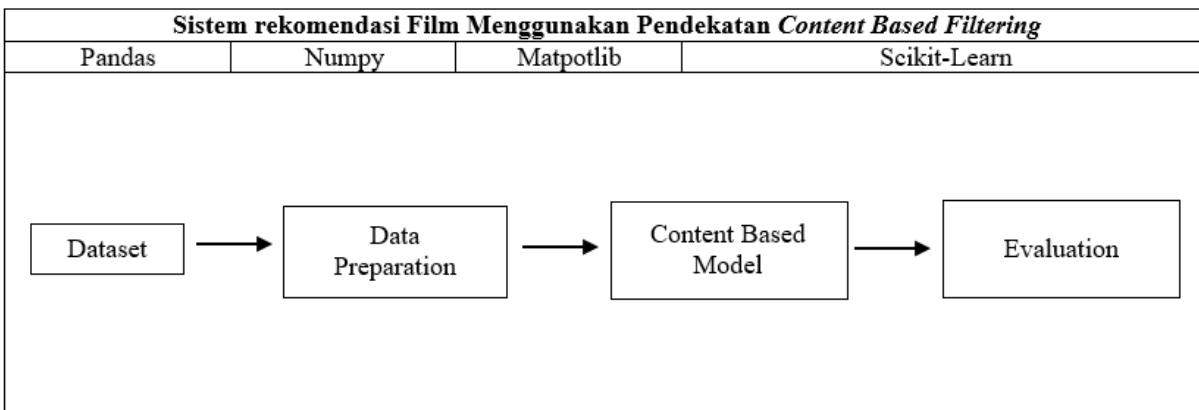 Sistem rekomendasi Film Menggunakan Pendekatan Content Based Filtering
Pandas
Numpy
Matpotlib
Scikit-Learn
Dataset
Data
Preparation
Content Based
Model
Evaluation